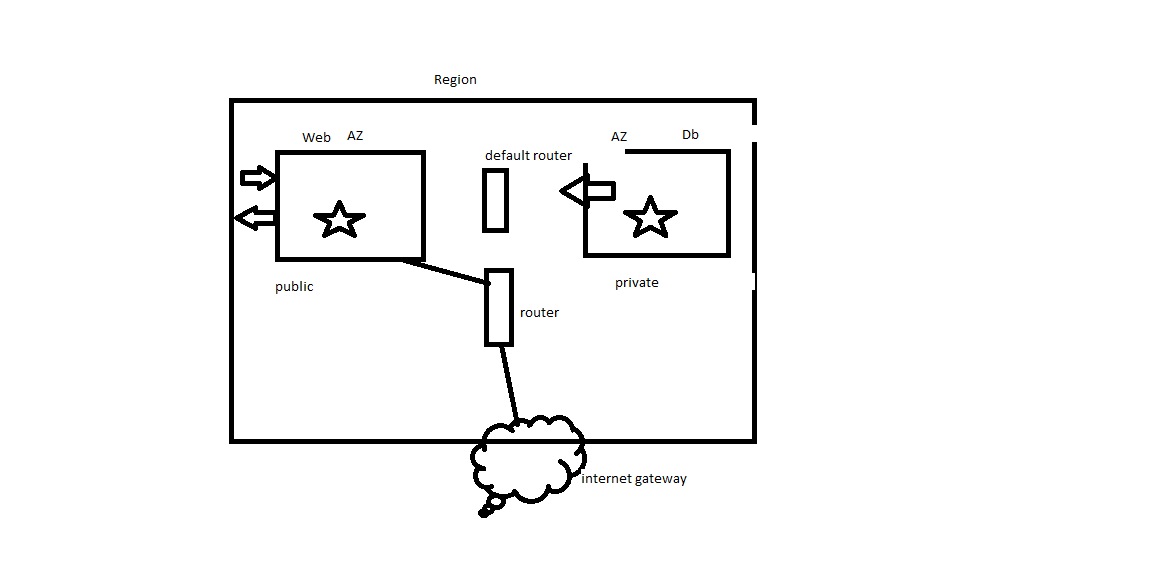 Region
Web AZ
AZ Db
default router
public
private
router
internet gateway